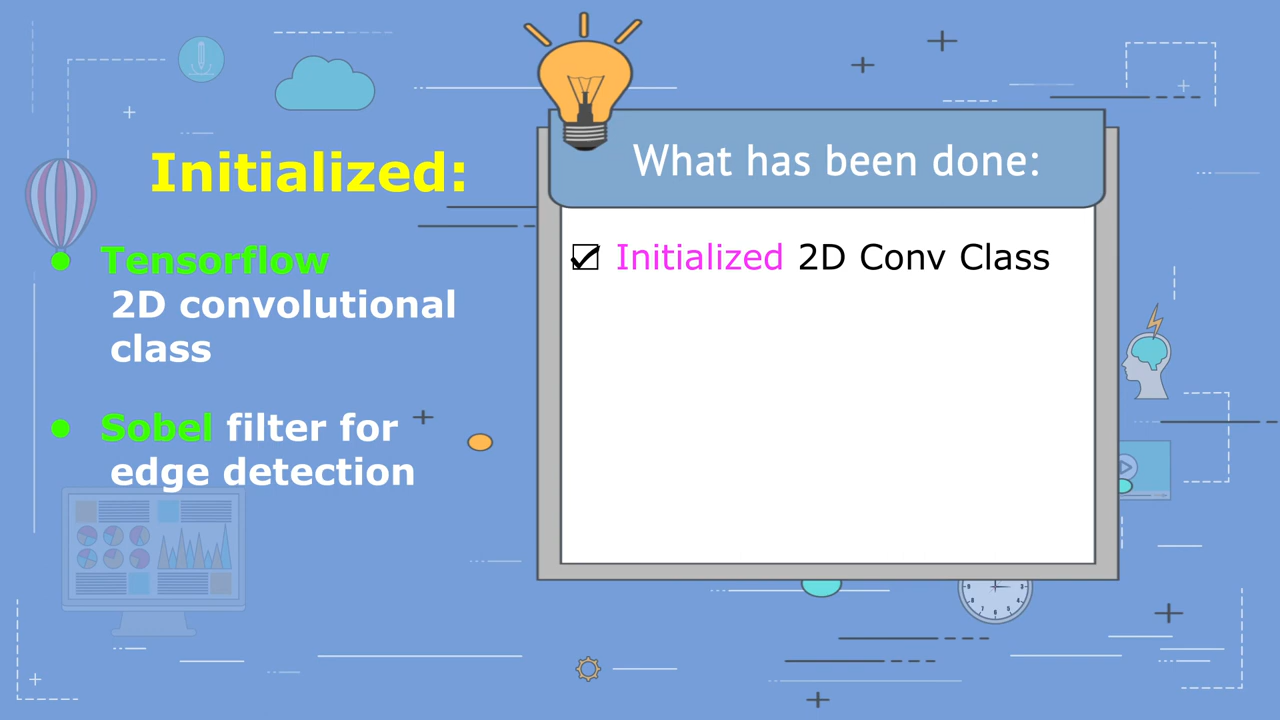 Initialized:
Tensorflow
2D convolutional
class
Sobel filter for
edge detection
What has been done:
Initialized 2D Conv Class